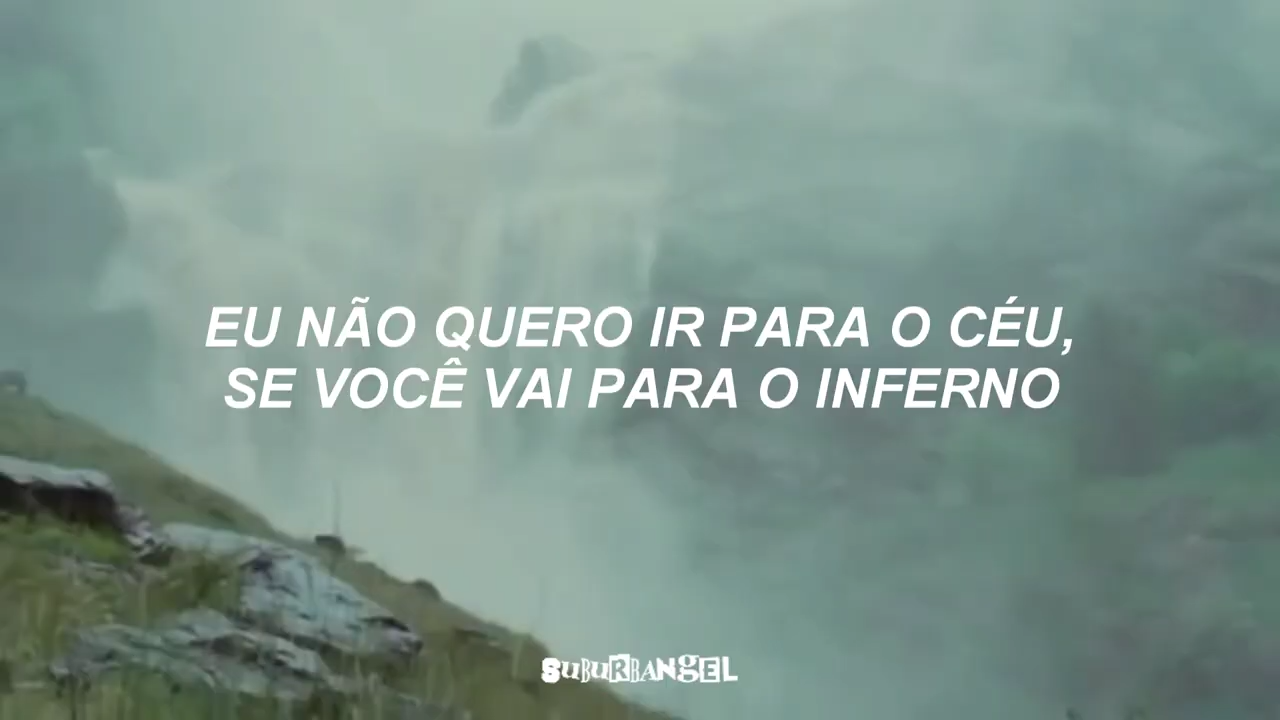 EU NÃO QUERO IR PARA O CÉU,
SE VOCÊ VAI PARA O INFERNO
SUBURBANGEL